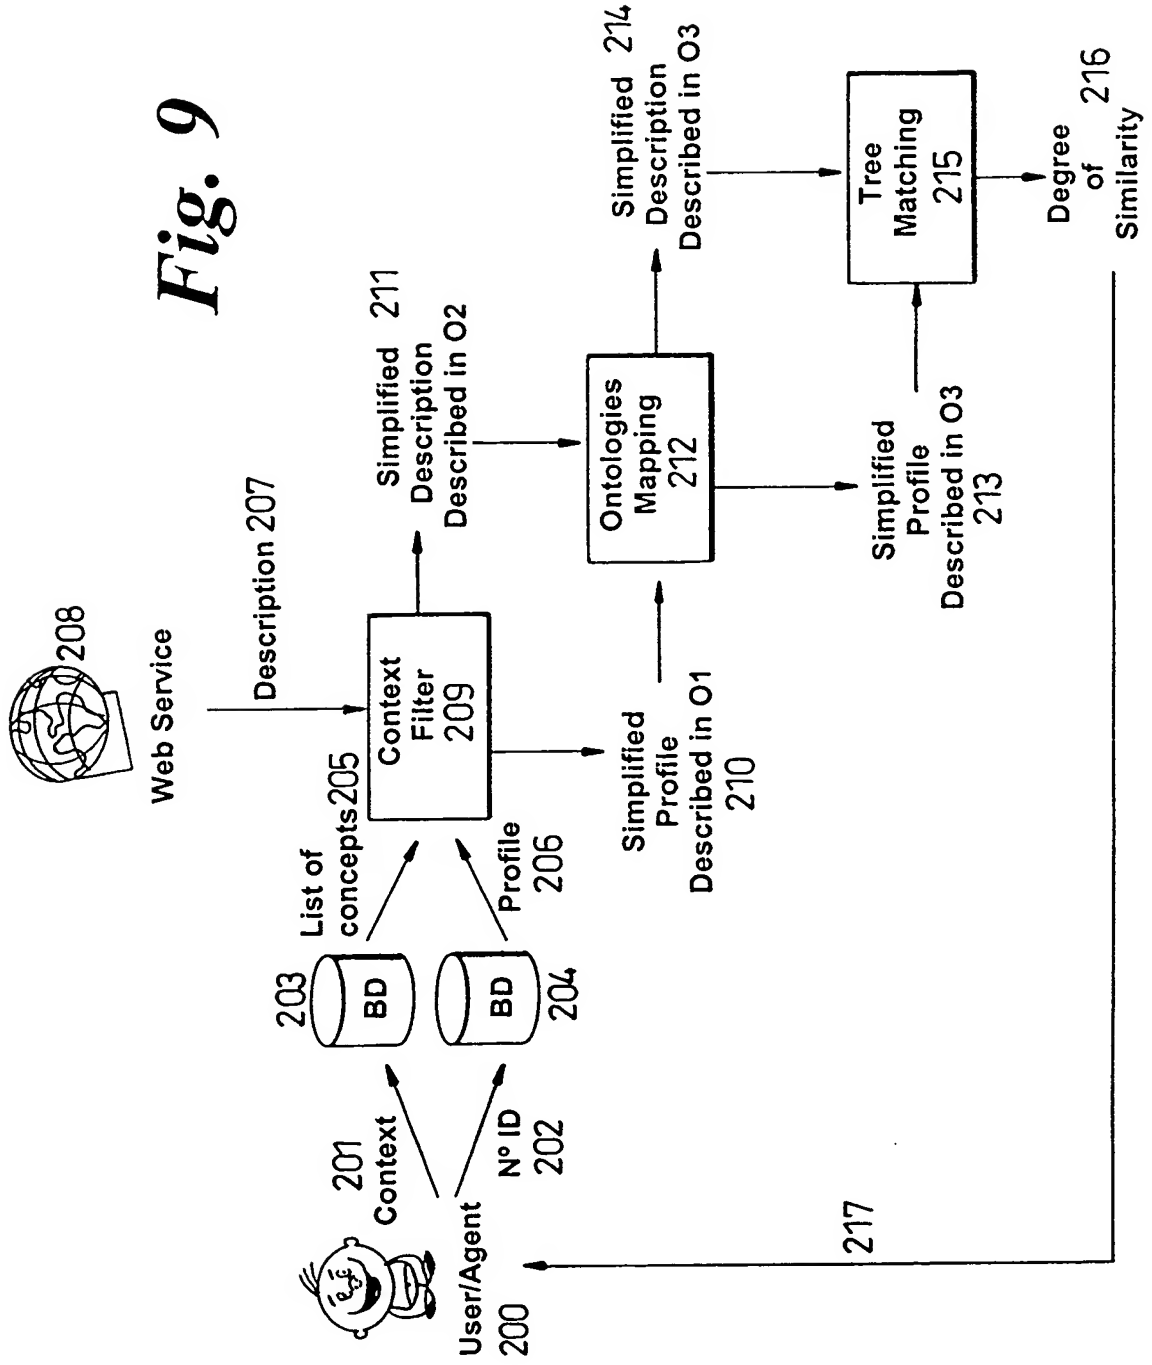 Fig. 9
208
Web Service
Description 207
203
BD
List of
concepts 205
201
Context
User/Agent
200
Nº ID
202
BD
204
Profile
206
Context
Filter
209
Simplified 211
Description
Described in O2
Simplified
Profile
Described in O1
210
Ontologies
Mapping
212
Simplified 214
Description
Described in O3
Simplified
Profile
Described in O3
213
Tree
Matching
215
Degree
of 216
Similarity
217